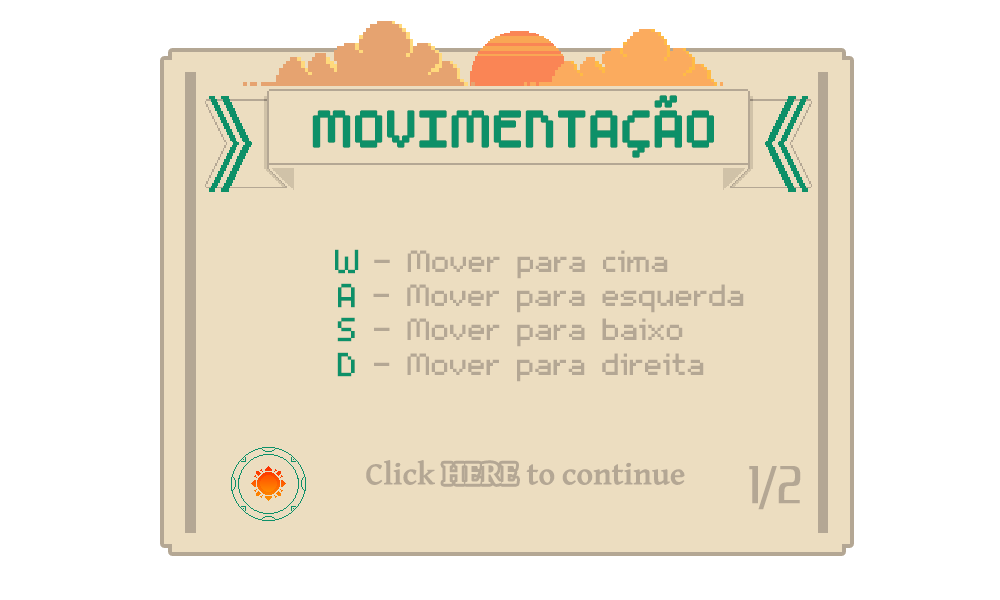 MOVIMENTAÇÃO
W - Mover para cima
A - Mover para esquerda
S - Mover para baixo
D - Mover para direita
Click HERE to continue
1/2